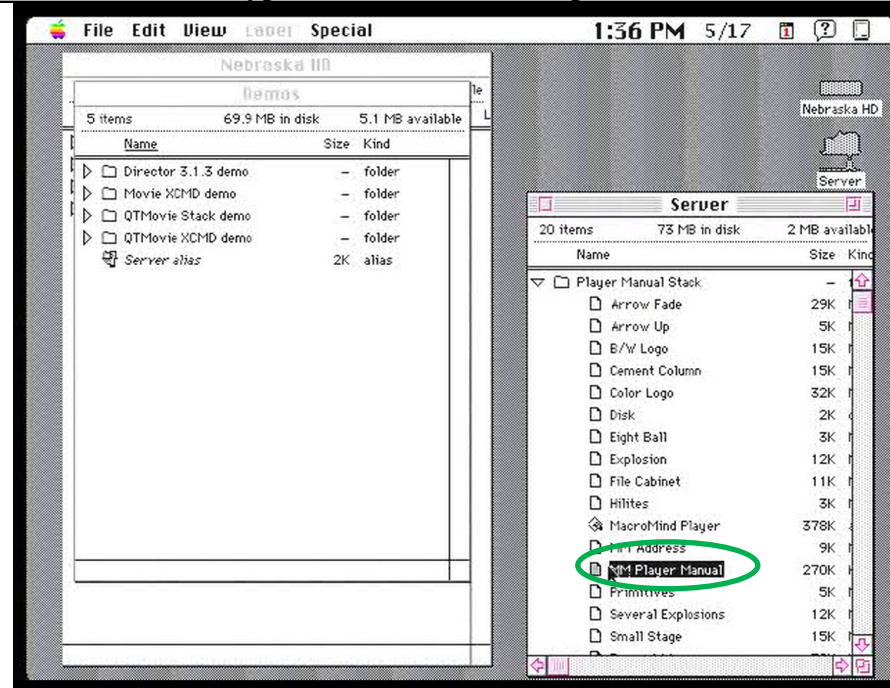 File Edit View Label Special 1:36 PM 5/17
Nebraska HD
Demos
5 items 69.9 MB in disk 5.1 MB available
Name Size Kind
Director 3.1.3 demo – folder
Movie XCMD demo – folder
QTMovie Stack demo – folder
QTMovie XCMD demo – folder
Server alias 2K alias
Nebraska HD
Server
Server
20 items 73 MB in disk 2 MB availabl
Name Size Kind
Player Manual Stack –
Arrow Fade 29K
Arrow Up 5K
B/W Logo 15K
Cement Column 15K
Color Logo 32K
Disk 2K
Eight Ball 3K
Explosion 12K
File Cabinet 11K
Hilites 3K
MacroMind Player 378K
MM Address 9K
MM Player Manual 270K
Primitives 5K
Several Explosions 12K
Small Stage 15K